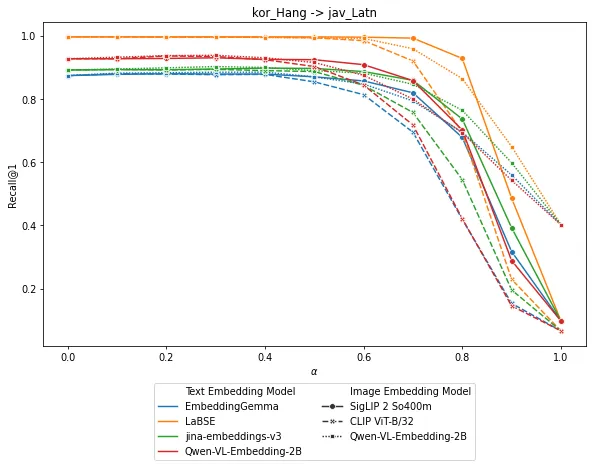 kor_Hang -> jav_Latn
Recall@1
1.0
0.8
0.6
0.4
0.2
0.0 0.2 0.4 0.6 0.8 1.0
α
Text Embedding Model Image Embedding Model
EmbeddingGemma SigLIP 2 So400m
LaBSE CLIP ViT-B/32
jina-embeddings-v3 Qwen-VL-Embedding-2B
Qwen-VL-Embedding-2B